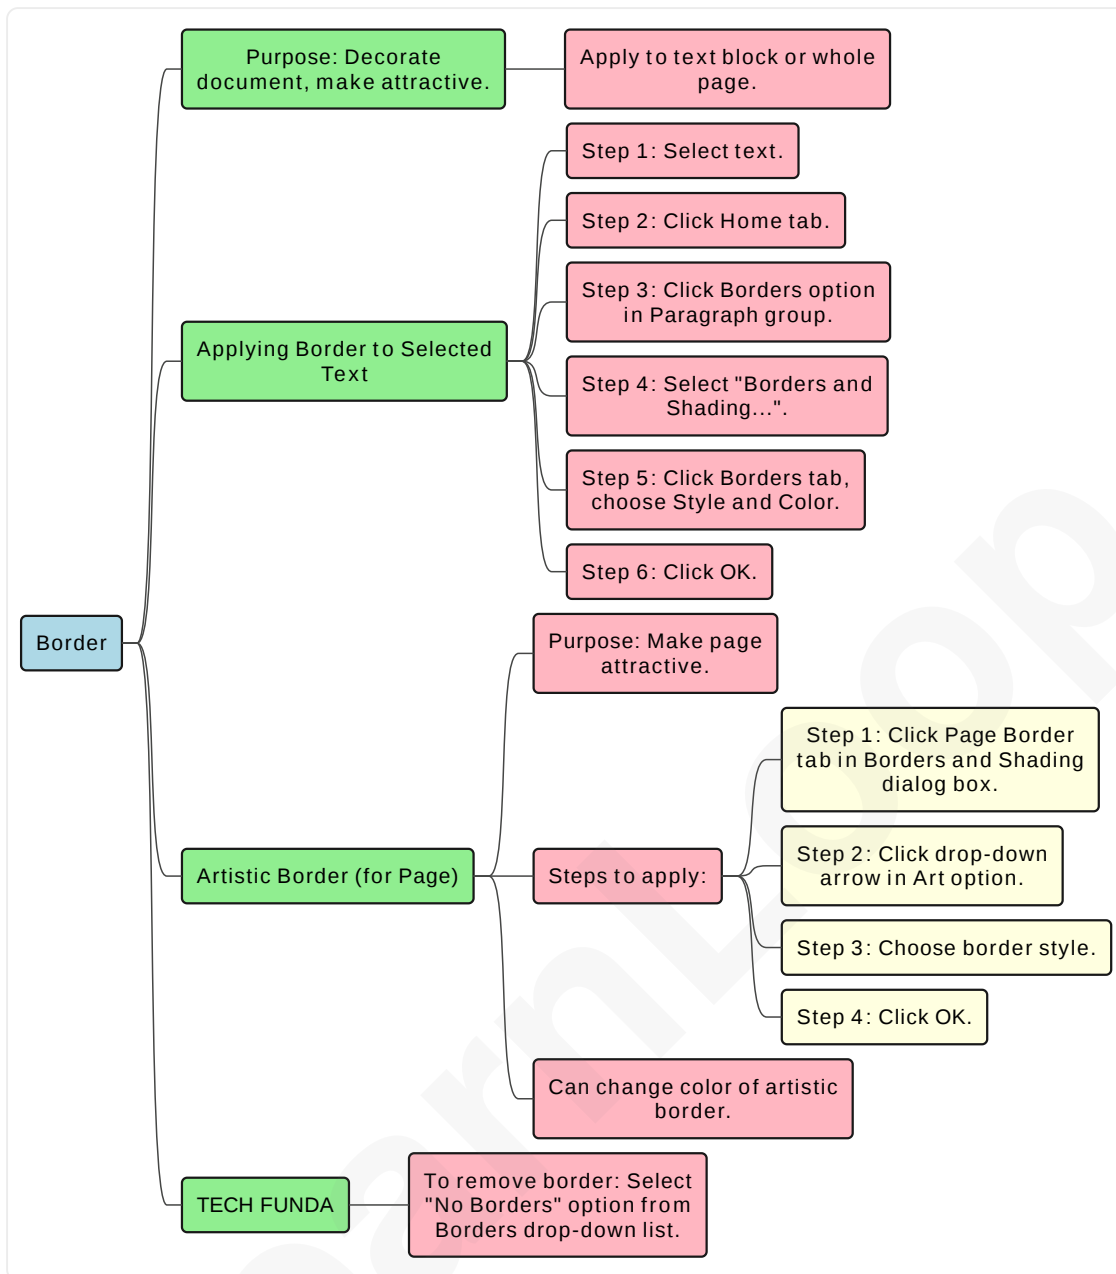 Purpose: Decorate
document, make attractive.
Apply to text block or whole
page.
Step 1: Select text.
Step 2: Click Home tab.
Step 3: Click Borders option
in Paragraph group.
Applying Border to Selected
Text
Step 4: Select "Borders and
Shading...".
Step 5: Click Borders tab,
choose Style and Color.
Step 6: Click OK.
Border
Purpose: Make page
attractive.
Artistic Border (for Page)
Steps to apply:
Step 1: Click Page Border
tab in Borders and Shading
dialog box.
Step 2: Click drop-down
arrow in Art option.
Step 3: Choose border style.
Step 4: Click OK.
Can change color of artistic
border.
TECH FUNDA
To remove border: Select
"No Borders" option from
Borders drop-down list.